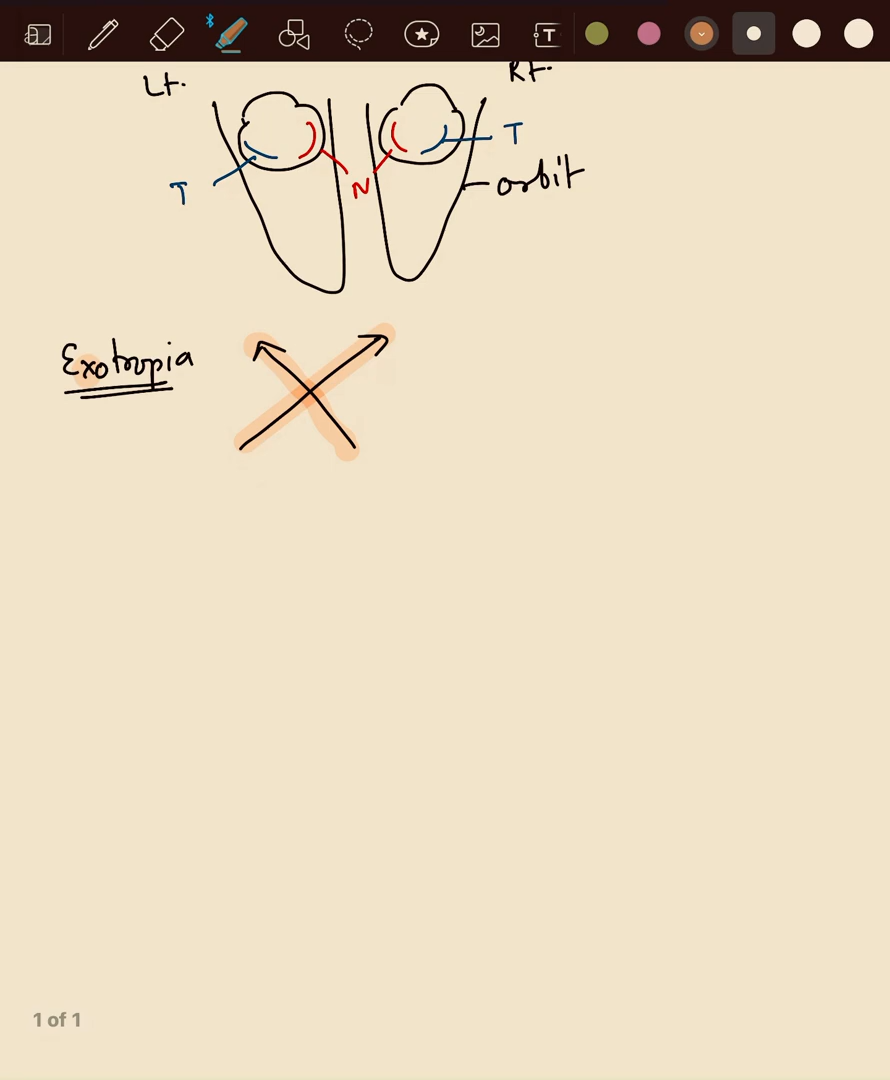 Lt.
Rt.
T
T
N
orbit
Exotropia
1 of 1